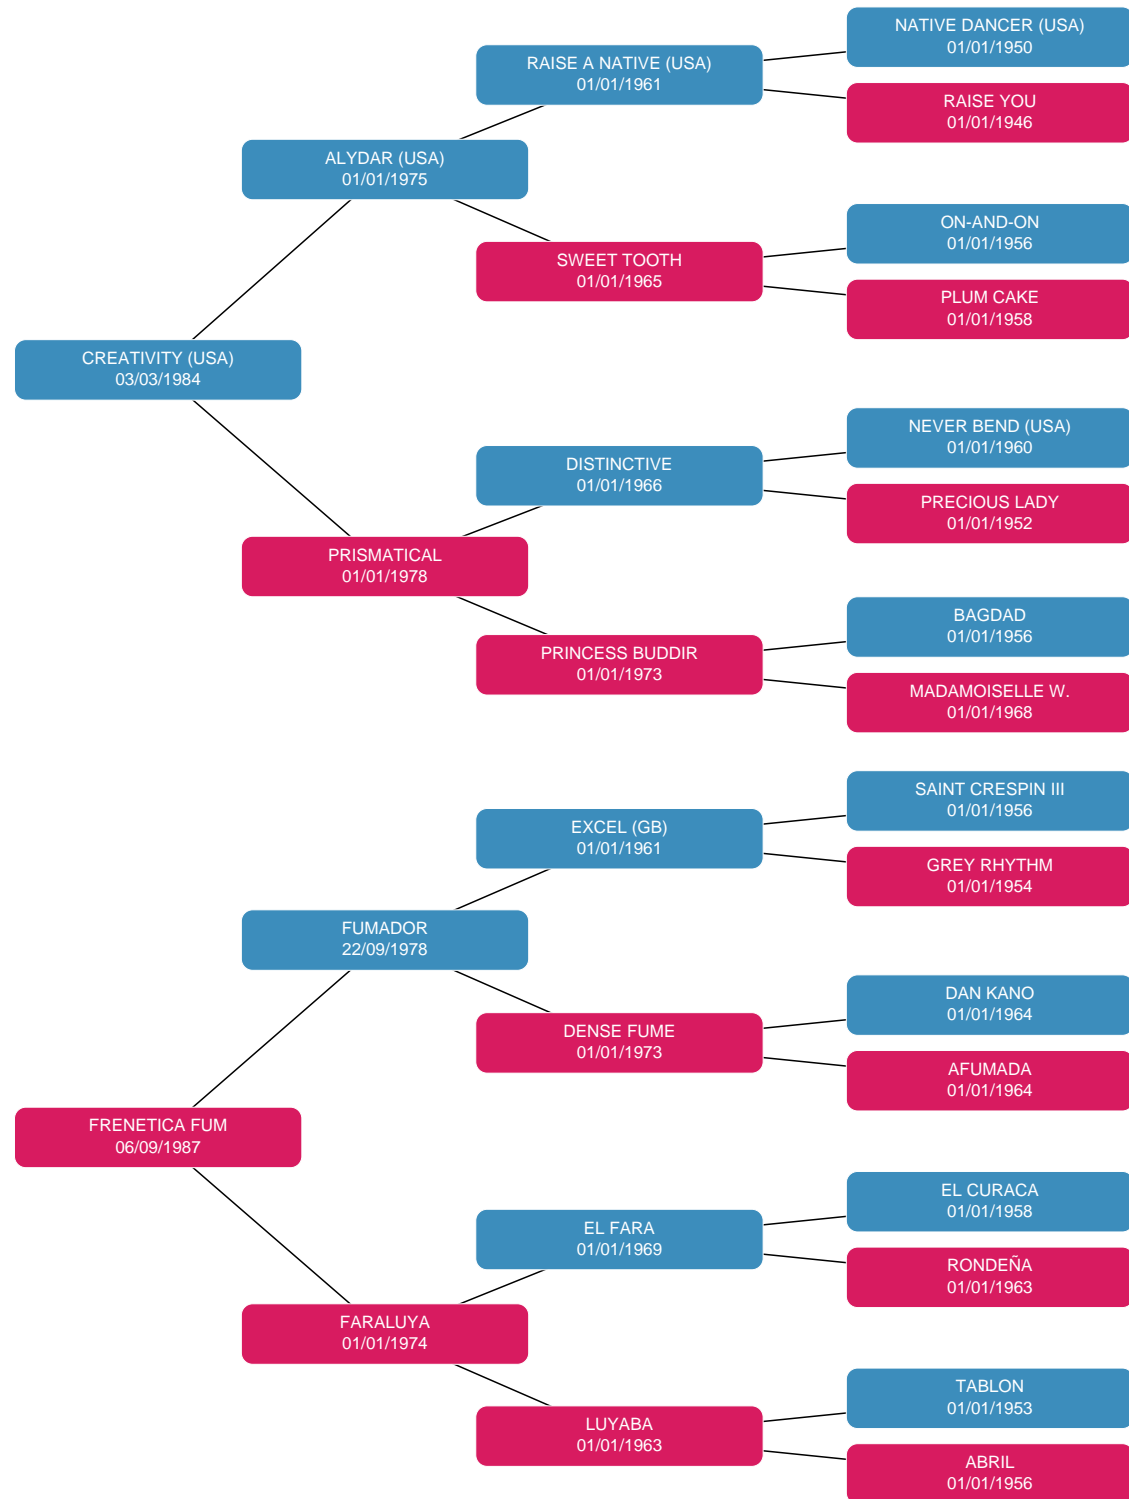 NATIVE DANCER (USA)
01/01/1950
RAISE A NATIVE (USA)
01/01/1961
RAISE YOU
01/01/1946
ALYDAR (USA)
01/01/1975
ON-AND-ON
01/01/1956
SWEET TOOTH
01/01/1965
PLUM CAKE
01/01/1958
CREATIVITY (USA)
03/03/1984
NEVER BEND (USA)
01/01/1960
DISTINCTIVE
01/01/1966
PRECIOUS LADY
01/01/1952
PRISMATICAL
01/01/1978
BAGDAD
01/01/1956
PRINCESS BUDDIR
01/01/1973
MADAMOISELLE W.
01/01/1968
SAINT CRESPIN III
01/01/1956
EXCEL (GB)
01/01/1961
GREY RHYTHM
01/01/1954
FUMADOR
22/09/1978
DAN KANO
01/01/1964
DENSE FUME
01/01/1973
AFUMADA
01/01/1964
FRENETICA FUM
06/09/1987
EL CURACA
01/01/1958
EL FARA
01/01/1969
RONDEÑA
01/01/1963
FARALUYA
01/01/1974
TABLON
01/01/1953
LUYABA
01/01/1963
ABRIL
01/01/1956